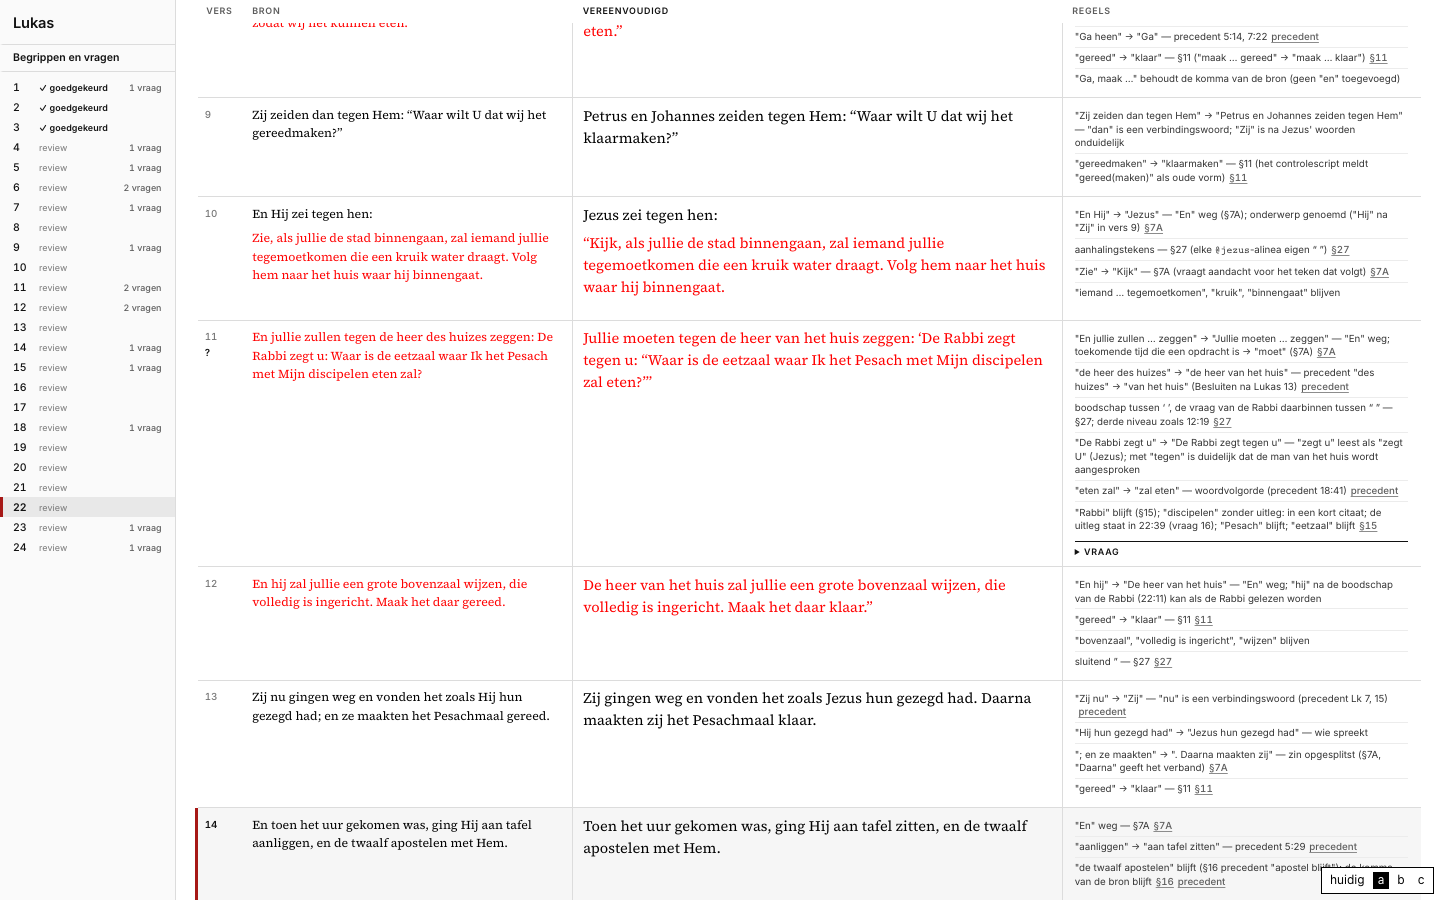 Lukas
Begrippen en vragen
1 ✓ goedgekeurd 1 vraag
2 ✓ goedgekeurd
3 ✓ goedgekeurd
4 review 1 vraag
5 review 1 vraag
6 review 2 vragen
7 review 1 vraag
8 review
9 review 1 vraag
10 review
11 review 2 vragen
12 review 2 vragen
13 review
14 review 1 vraag
15 review 1 vraag
16 review
17 review
18 review 1 vraag
19 review
20 review
21 review
22 review
23 review 1 vraag
24 review 1 vraag
VERS BRON VEREENVOUDIGD REGELS
zodat wij het kunnen eten.
eten.”
"Ga heen" → "Ga" — precedent 5:14, 7:22 precedent
"gereed" → "klaar" — §11 ("maak ... gereed" → "maak ... klaar") §11
"Ga, maak ..." behoudt de komma van de bron (geen "en" toegevoegd)
9
Zij zeiden dan tegen Hem: “Waar wilt U dat wij het
gereedmaken?”
Petrus en Johannes zeiden tegen Hem: “Waar wilt U dat wij het
klaarmaken?”
"Zij zeiden dan tegen Hem" → "Petrus en Johannes zeiden tegen Hem"
— "dan" is een verbindingswoord; "Zij" is na Jezus' woorden
onduidelijk
"gereedmaken" → "klaarmaken" — §11 (het controlescript meldt
"gereed(maken)" als oude vorm) §11
10
En Hij zei tegen hen:
Zie, als jullie de stad binnengaan, zal iemand jullie
tegemoetkomen die een kruik water draagt. Volg
hem naar het huis waar hij binnengaat.
Jezus zei tegen hen:
“Kijk, als jullie de stad binnengaan, zal iemand jullie
tegemoetkomen die een kruik water draagt. Volg hem naar het huis
waar hij binnengaat.
"En Hij" → "Jezus" — "En" weg (§7A); onderwerp genoemd ("Hij" na
"Zij" in vers 9) §7A
aanhalingstekens — §27 (elke @jezus-alinea eigen “ ”) §27
"Zie" → "Kijk" — §7A (vraagt aandacht voor het teken dat volgt) §7A
"iemand ... tegemoetkomen", "kruik", "binnengaat" blijven
11
?
En jullie zullen tegen de heer des huizes zeggen: De
Rabbi zegt u: Waar is de eetzaal waar Ik het Pesach
met Mijn discipelen eten zal?
Jullie moeten tegen de heer van het huis zeggen: ‘De Rabbi zegt
tegen u: “Waar is de eetzaal waar Ik het Pesach met Mijn discipelen
zal eten?”’
"En jullie zullen ... zeggen" → "Jullie moeten ... zeggen" — "En" weg;
toekomende tijd die een opdracht is → "moet" (§7A) §7A
"de heer des huizes" → "de heer van het huis" — precedent "des
huizes" → "van het huis" (Besluiten na Lukas 13) precedent
boodschap tussen ‘ ’, de vraag van de Rabbi daarbinnen tussen “ ” —
§27; derde niveau zoals 12:19 §27
"De Rabbi zegt u" → "De Rabbi zegt tegen u" — "zegt u" leest als "zegt
U" (Jezus); met "tegen" is duidelijk dat de man van het huis wordt
aangesproken
"eten zal" → "zal eten" — woordvolgorde (precedent 18:41) precedent
"Rabbi" blijft (§15); "discipelen" zonder uitleg: in een kort citaat; de
uitleg staat in 22:39 (vraag 16); "Pesach" blijft; "eetzaal" blijft §15
▶ VRAAG
12
En hij zal jullie een grote bovenzaal wijzen, die
volledig is ingericht. Maak het daar gereed.
De heer van het huis zal jullie een grote bovenzaal wijzen, die
volledig is ingericht. Maak het daar klaar.”
"En hij" → "De heer van het huis" — "En" weg; "hij" na de boodschap
van de Rabbi (22:11) kan als de Rabbi gelezen worden
"gereed" → "klaar" — §11 §11
"bovenzaal", "volledig is ingericht", "wijzen" blijven
sluitend ” — §27 §27
13
Zij nu gingen weg en vonden het zoals Hij hun
gezegd had; en ze maakten het Pesachmaal gereed.
Zij gingen weg en vonden het zoals Jezus hun gezegd had. Daarna
maakten zij het Pesachmaal klaar.
"Zij nu" → "Zij" — "nu" is een verbindingswoord (precedent Lk 7, 15)
precedent
"Hij hun gezegd had" → "Jezus hun gezegd had" — wie spreekt
"; en ze maakten" → ". Daarna maakten zij" — zin opgesplitst (§7A,
"Daarna" geeft het verband) §7A
"gereed" → "klaar" — §11 §11
14
En toen het uur gekomen was, ging Hij aan tafel
aanliggen, en de twaalf apostelen met Hem.
Toen het uur gekomen was, ging Hij aan tafel zitten, en de twaalf
apostelen met Hem.
"En" weg — §7A §7A
"aanliggen" → "aan tafel zitten" — precedent 5:29 precedent
"de twaalf apostelen" blijft (§16 precedent "apostel blijft"); de komma
van de bron blijft §16 precedent
huidig a b c